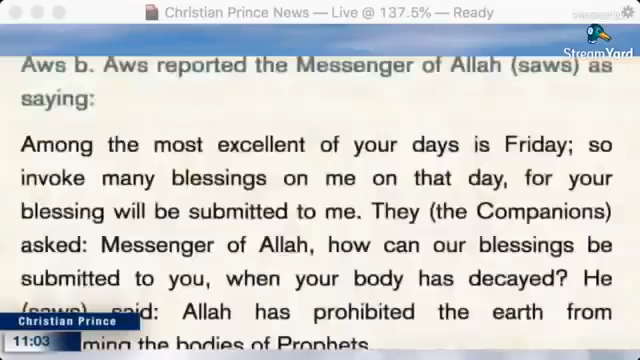 Christian Prince News — Live @ 137.5% — Ready
StreamYard
Aws b. Aws reported the Messenger of Allah (saws) as
saying:
Among the most excellent of your days is Friday; so
invoke many blessings on me on that day, for your
blessing will be submitted to me. They (the Companions)
asked: Messenger of Allah, how can our blessings be
submitted to you, when your body has decayed? He
(saws) said: Allah has prohibited the earth from
Christian Prince
11:03
the bodies of Prophets.